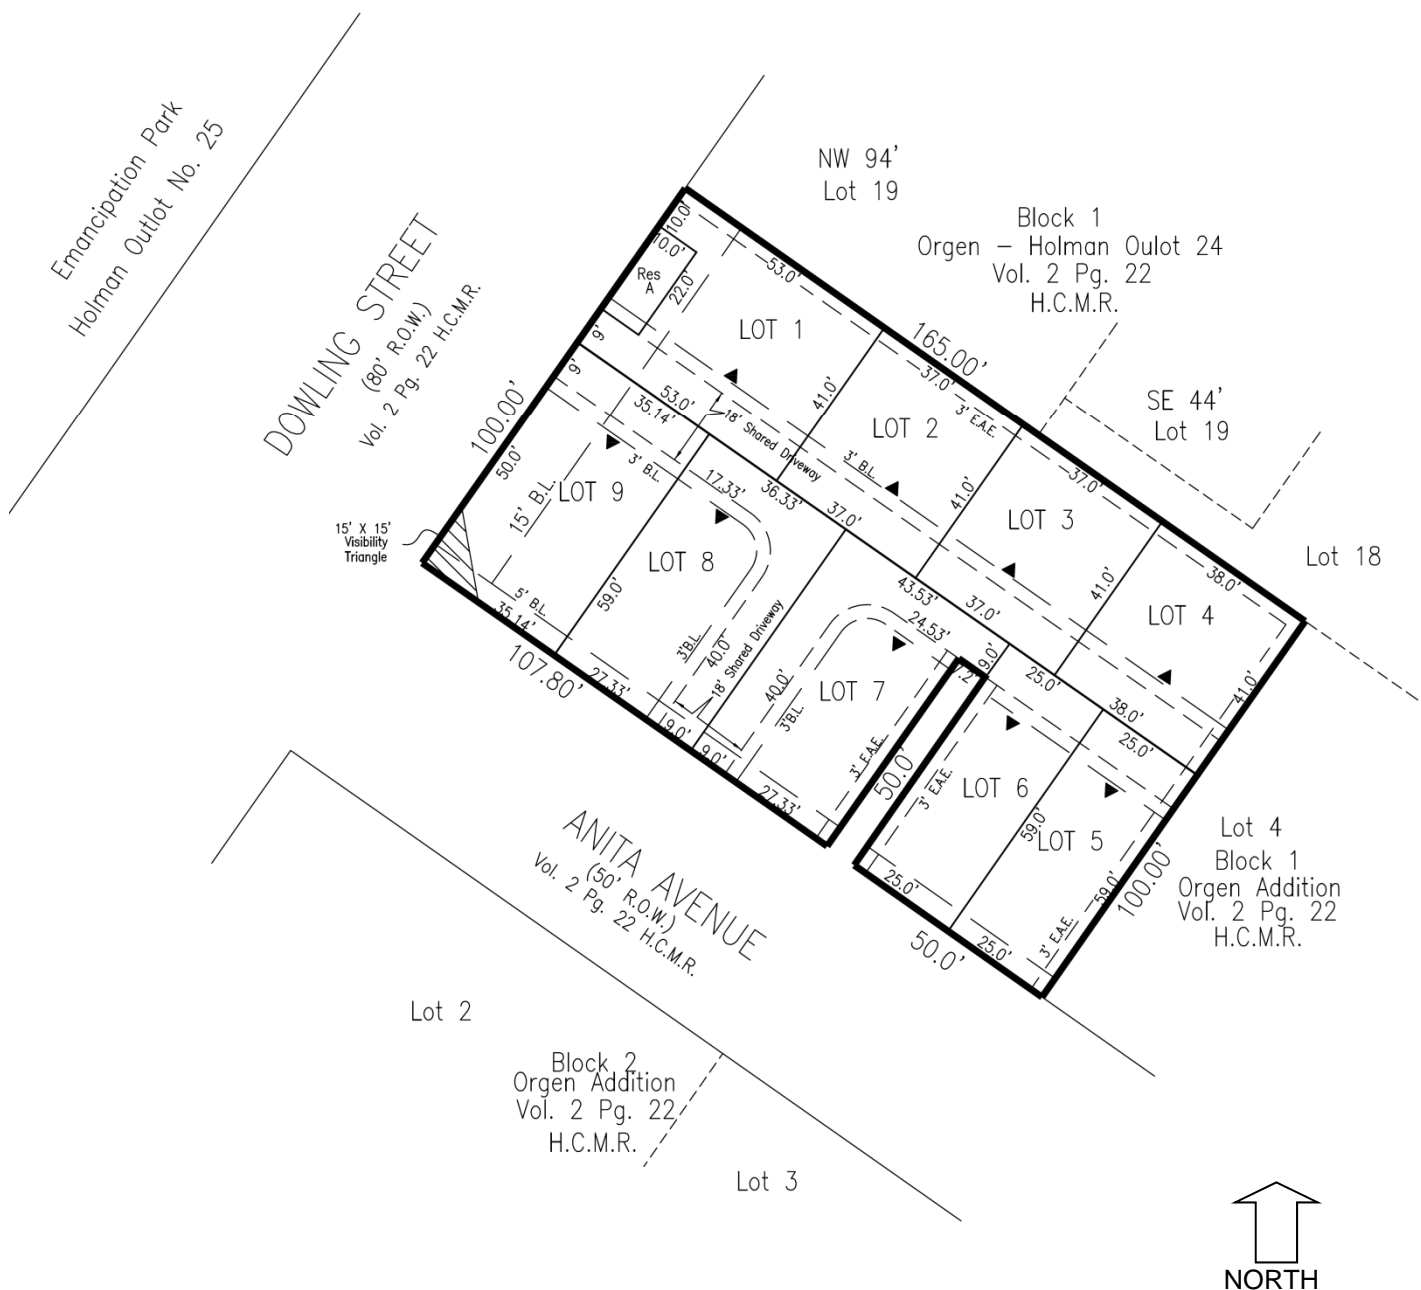 Emancipation Park
Holman Outlot No. 25
DOWLING STREET
(80' R.O.W.)
Vol. 2 Pg. 22 H.C.M.R.
NW 94'
Lot 19
Block 1
Orgen - Holman Oulot 24
Vol. 2 Pg. 22
H.C.M.R.
SE 44'
Lot 19
Lot 18
165.00'
100.00'
10.0'
10.0'
Res
A
22.0'
53.0'
LOT 1
9'
9'
41.0'
37.0'
3' E.A.E.
LOT 2
3' B.L.
41.0'
37.0'
LOT 3
41.0'
38.0'
LOT 4
41.0'
53.0'
35.14'
18' Shared Driveway
50.0'
3' B.L.
LOT 9
15' B.L.
15' X 15'
Visibility
Triangle
5' B.L.
35.14'
107.80'
17.33'
36.33'
37.0'
LOT 8
59.0'
3'B.L.
40.0'
18' Shared Driveway
27.33'
9.0'
9.0'
43.53'
37.0'
24.53'
9.0'
7.2'
40.0'
LOT 7
3'B.L.
3' E.A.E.
27.33'
50.0'
25.0'
38.0'
25.0'
LOT 6
3' E.A.E.
59.0'
LOT 5
25.0'
25.0'
50.0'
59.0'
3' E.A.E.
100.00'
Lot 4
Block 1
Orgen Addition
Vol. 2 Pg. 22
H.C.M.R.
ANITA AVENUE
(50' R.O.W.)
Vol. 2 Pg. 22 H.C.M.R.
Lot 2
Block 2
Orgen Addition
Vol. 2 Pg. 22
H.C.M.R.
Lot 3
NORTH